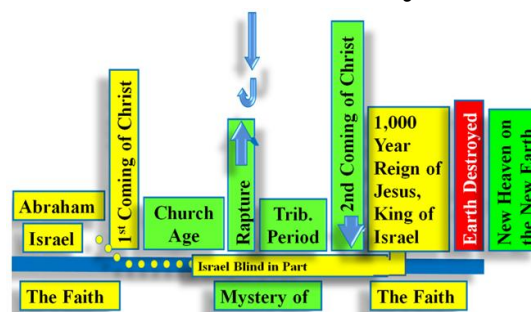 Abraham
Israel
1st Coming of Christ
Church
Age
Rapture
Trib.
Period
2nd Coming of Christ
1,000
Year
Reign of
Jesus,
King of
Israel
Earth Destroyed
New Heaven on
the New Earth
Israel Blind in Part
The Faith
Mystery of
The Faith